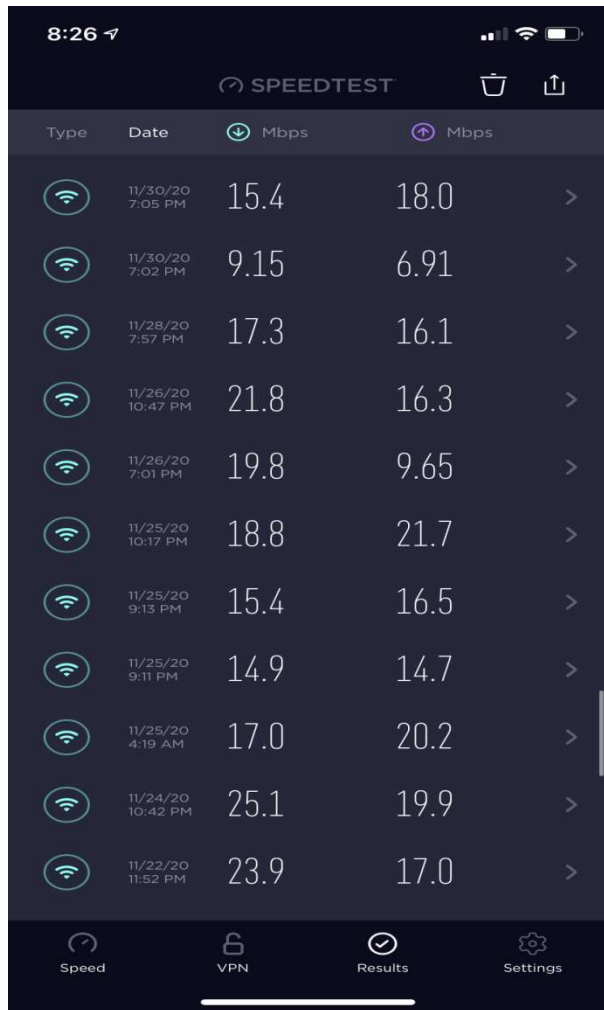 8:26
SPEEDTEST
Type Date Mbps Mbps
11/30/20
7:05 PM 15.4 18.0
11/30/20
7:02 PM 9.15 6.91
11/28/20
7:57 PM 17.3 16.1
11/26/20
10:47 PM 21.8 16.3
11/26/20
7:01 PM 19.8 9.65
11/25/20
10:17 PM 18.8 21.7
11/25/20
9:13 PM 15.4 16.5
11/25/20
9:11 PM 14.9 14.7
11/25/20
4:19 AM 17.0 20.2
11/24/20
10:42 PM 25.1 19.9
11/22/20
11:52 PM 23.9 17.0
Speed VPN Results Settings